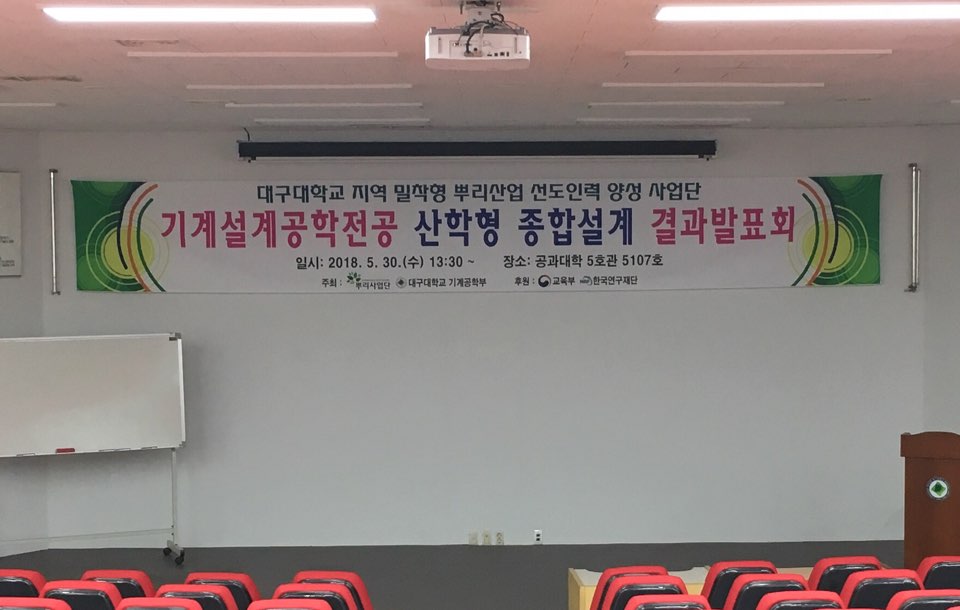 대구대학교 지역 밀착형 뿌리산업 선도인력 양성 사업단
기계설계공학전공 산학형 종합설계 결과발표회
일시: 2018. 5. 30.(수) 13:30 ~ 장소: 공과대학 5호관 5107호
주최 : 뿌리사업단 대구대학교 기계공학부 후원 : 교육부 NRF 한국연구재단